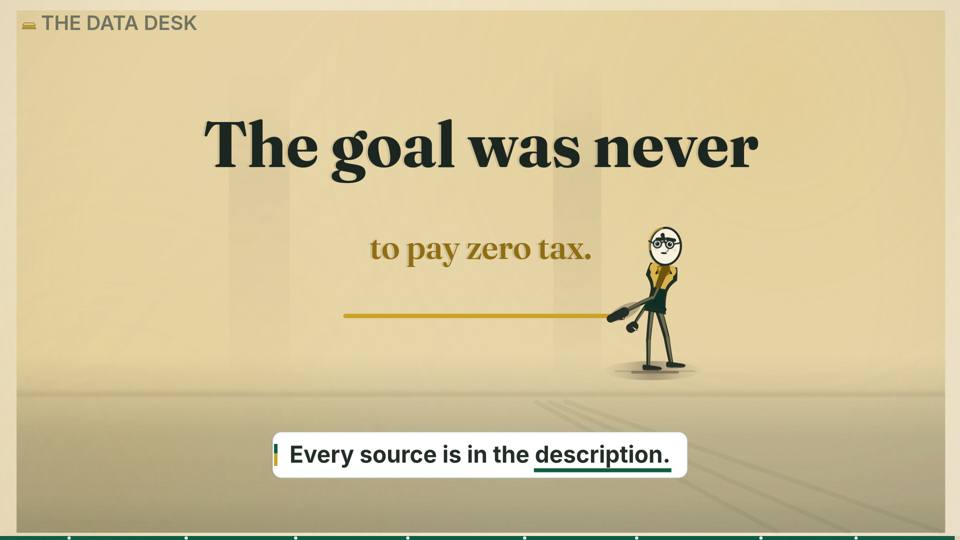 THE DATA DESK
The goal was never
to pay zero tax.
Every source is in the description.